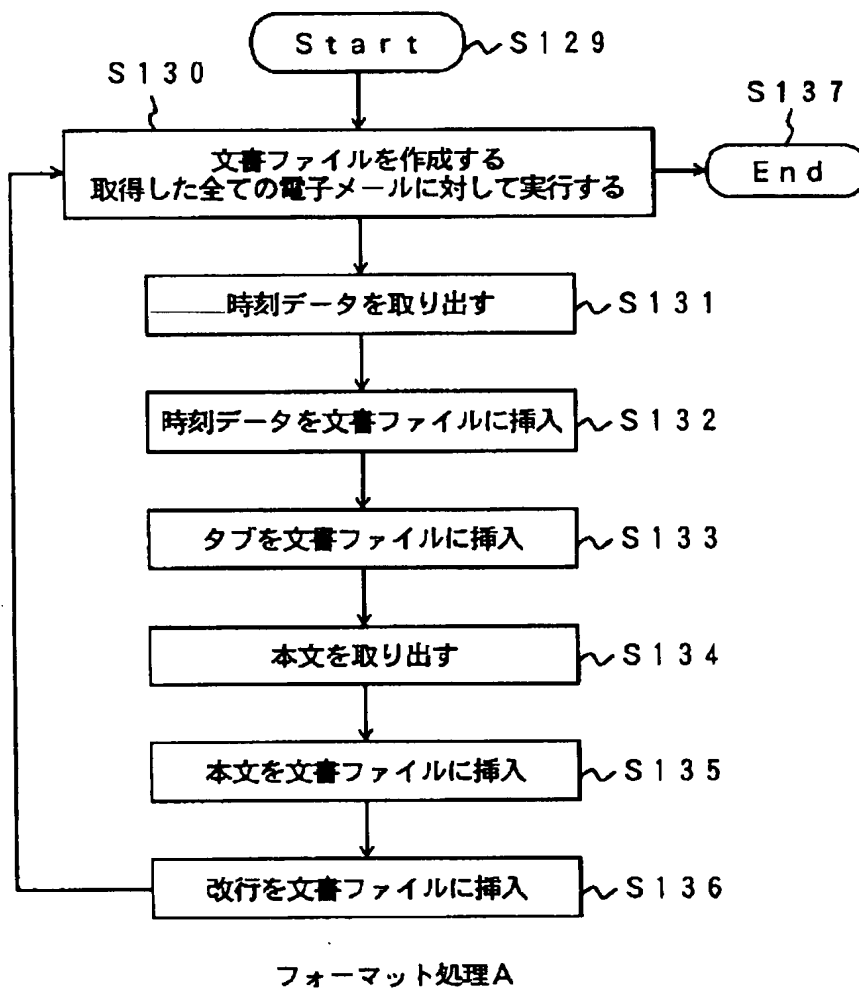 Start
S129
S130
S137
文書ファイルを作成する
取得した全ての電子メールに対して実行する
End
時刻データを取り出す
S131
時刻データを文書ファイルに挿入
S132
タブを文書ファイルに挿入
S133
本文を取り出す
S134
本文を文書ファイルに挿入
S135
改行を文書ファイルに挿入
S136
フォーマット処理A